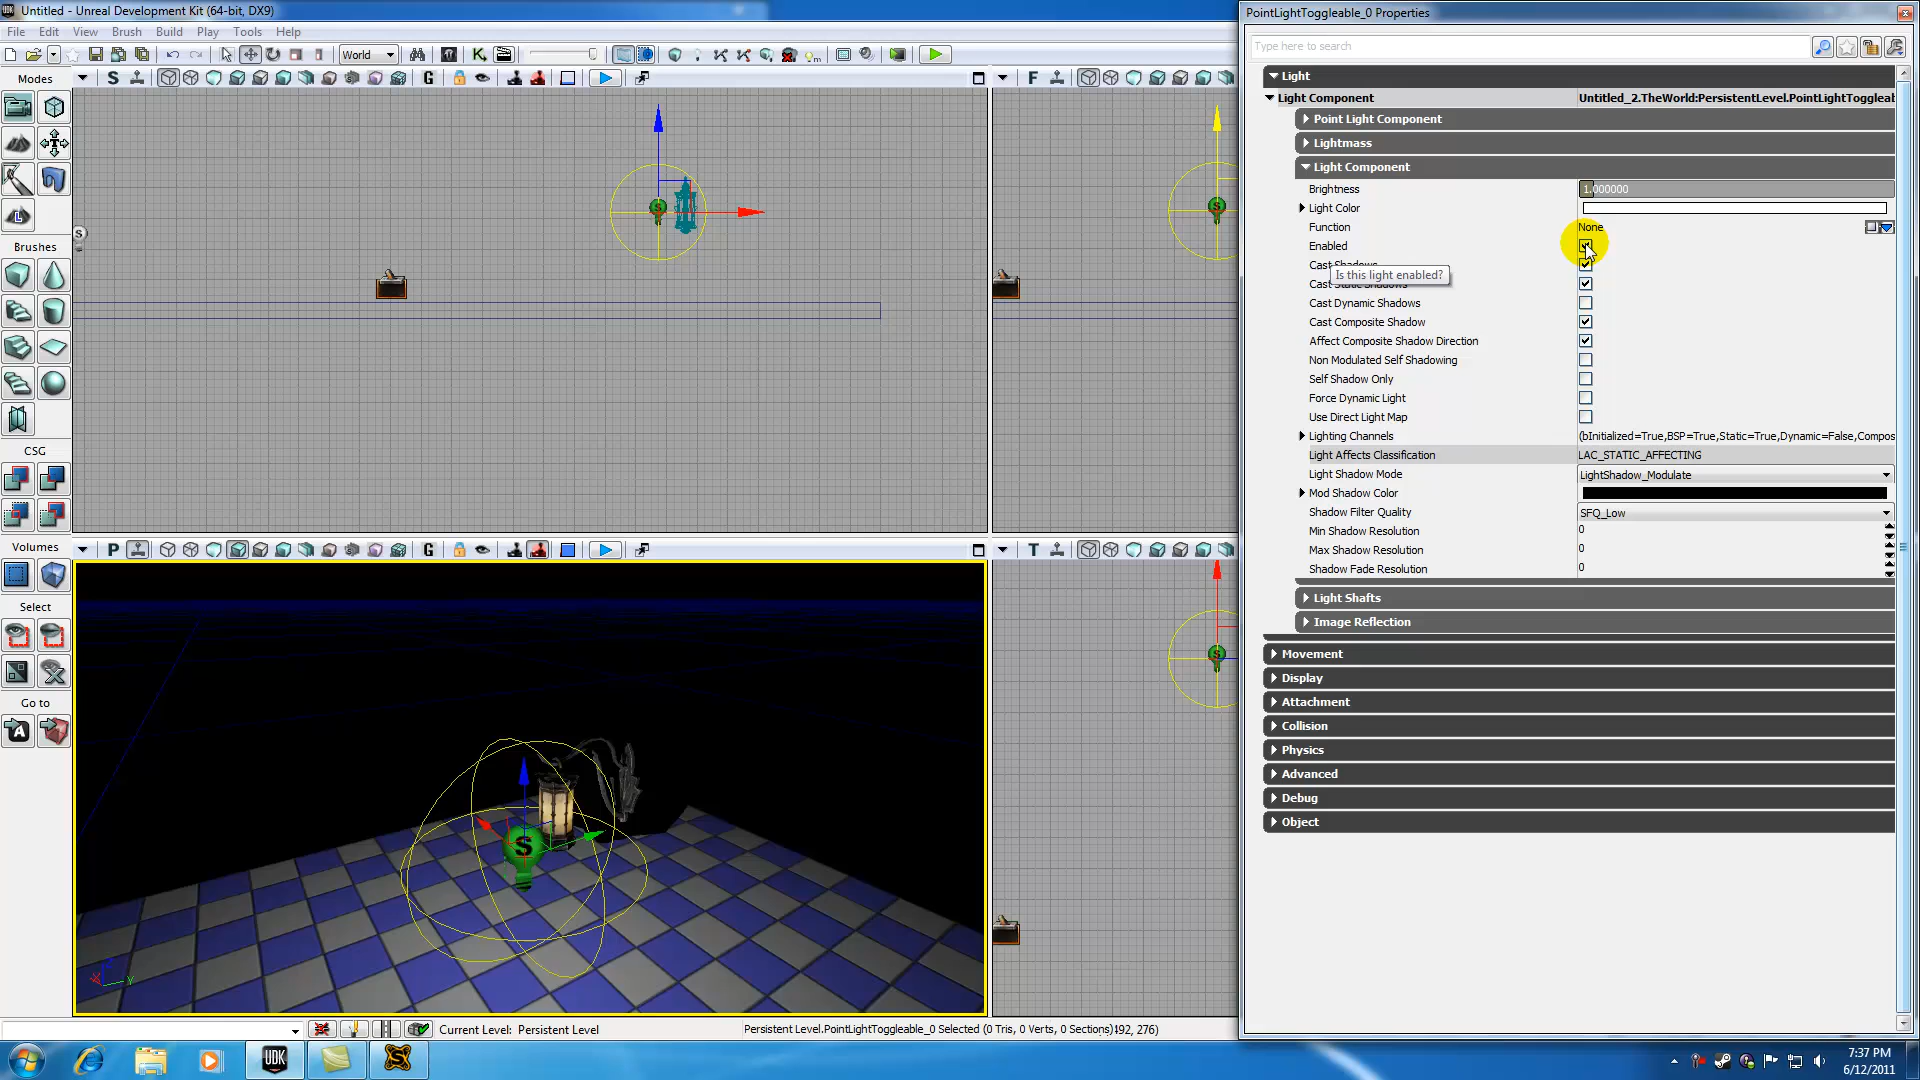 Untitled - Unreal Development Kit (64-bit, DX9)
File Edit View Brush Build Play Tools Help
World
Modes
Brushes
CSG
Volumes
Select
Go to
S G
F
P G
T
Current Level: Persistent Level
Persistent Level.PointLightToggleable_0 Selected (0 Tris, 0 Verts, 0 Sections)
492, 276)
PointLightToggleable_0 Properties
Type here to search
Light
Light Component Untitled_2.TheWorld:PersistentLevel.PointLightToggleab
Point Light Component
Lightmass
Light Component
Brightness 1.000000
Light Color
Function None
Enabled
Cast Shadows
Is this light enabled?
Cast Static Shadows
Cast Dynamic Shadows
Cast Composite Shadow
Affect Composite Shadow Direction
Non Modulated Self Shadowing
Self Shadow Only
Force Dynamic Light
Use Direct Light Map
Lighting Channels (bInitialized=True,BSP=True,Static=True,Dynamic=False,Compos
Light Affects Classification LAC_STATIC_AFFECTING
Light Shadow Mode LightShadow_Modulate
Mod Shadow Color
Shadow Filter Quality SFQ_Low
Min Shadow Resolution 0
Max Shadow Resolution 0
Shadow Fade Resolution 0
Light Shafts
Image Reflection
Movement
Display
Attachment
Collision
Physics
Advanced
Debug
Object
UDK
7:37 PM
6/12/2011